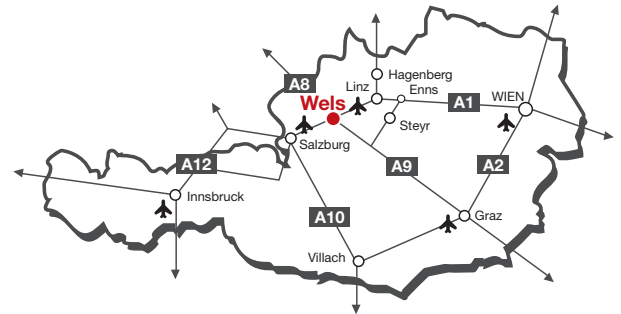 Hagenberg
A8
Linz
Enns
Wels
A1
WIEN
Steyr
Salzburg
A12
A9
A2
Innsbruck
A10
Graz
Villach